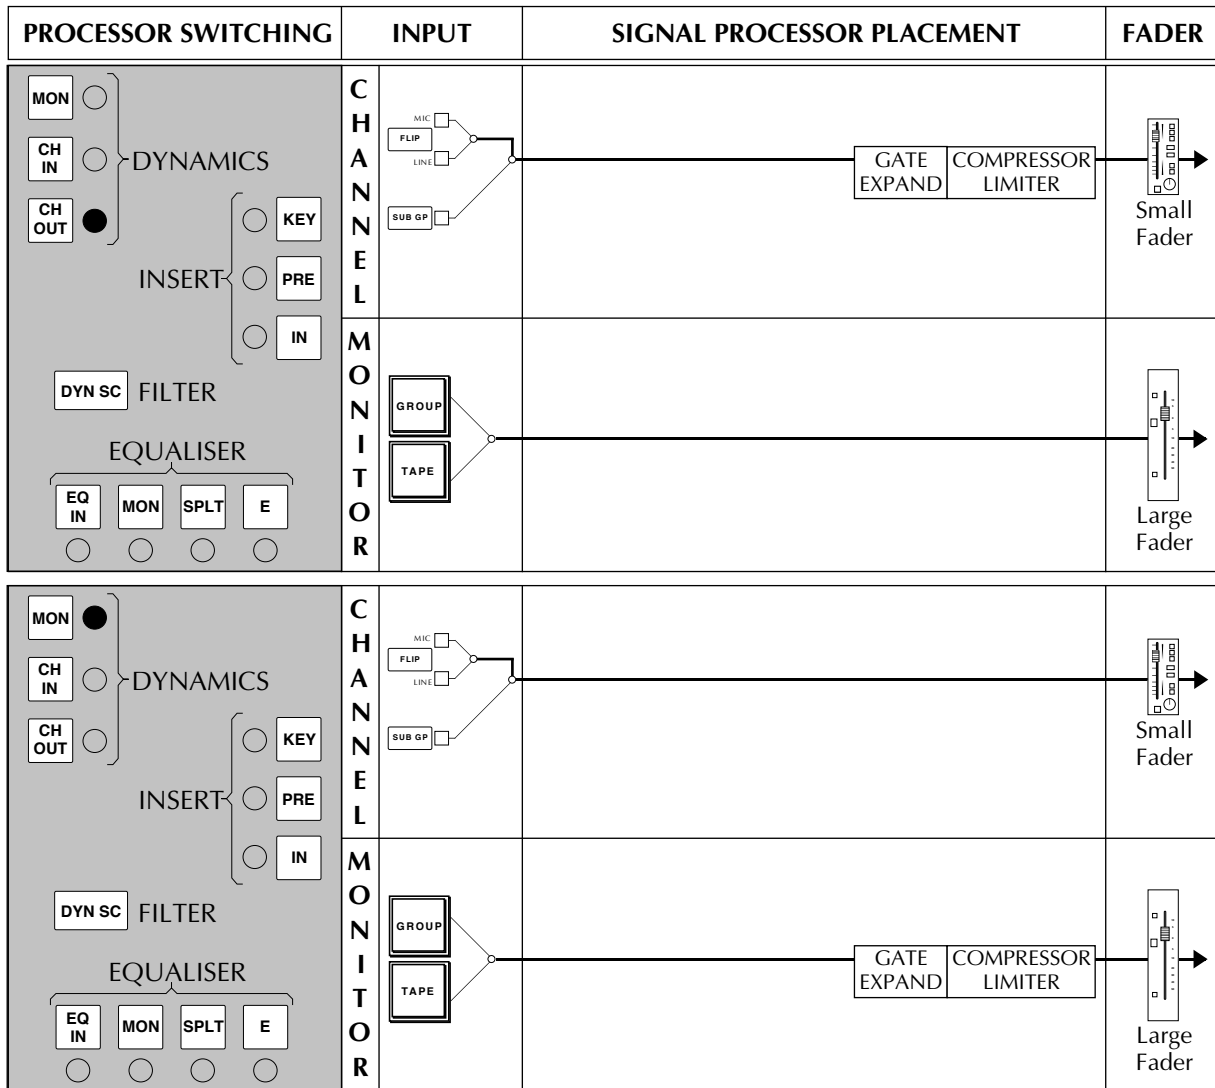 PROCESSOR SWITCHING
INPUT
SIGNAL PROCESSOR PLACEMENT
FADER
MON
CH
IN
CH
OUT
DYNAMICS
KEY
PRE
IN
INSERT
DYN SC
FILTER
EQUALISER
EQ
IN
MON
SPLT
E
CHANNEL
MIC
FLIP
LINE
SUB GP
GATE
EXPAND
COMPRESSOR
LIMITER
Small
Fader
MONITOR
GROUP
TAPE
Large
Fader
MON
CH
IN
CH
OUT
DYNAMICS
KEY
PRE
IN
INSERT
DYN SC
FILTER
EQUALISER
EQ
IN
MON
SPLT
E
CHANNEL
MIC
FLIP
LINE
SUB GP
Small
Fader
MONITOR
GROUP
TAPE
GATE
EXPAND
COMPRESSOR
LIMITER
Large
Fader